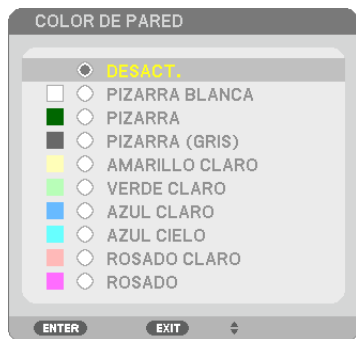 COLOR DE PARED
DESACT.
PIZARRA BLANCA
PIZARRA
PIZARRA (GRIS)
AMARILLO CLARO
VERDE CLARO
AZUL CLARO
AZUL CIELO
ROSADO CLARO
ROSADO
ENTER EXIT